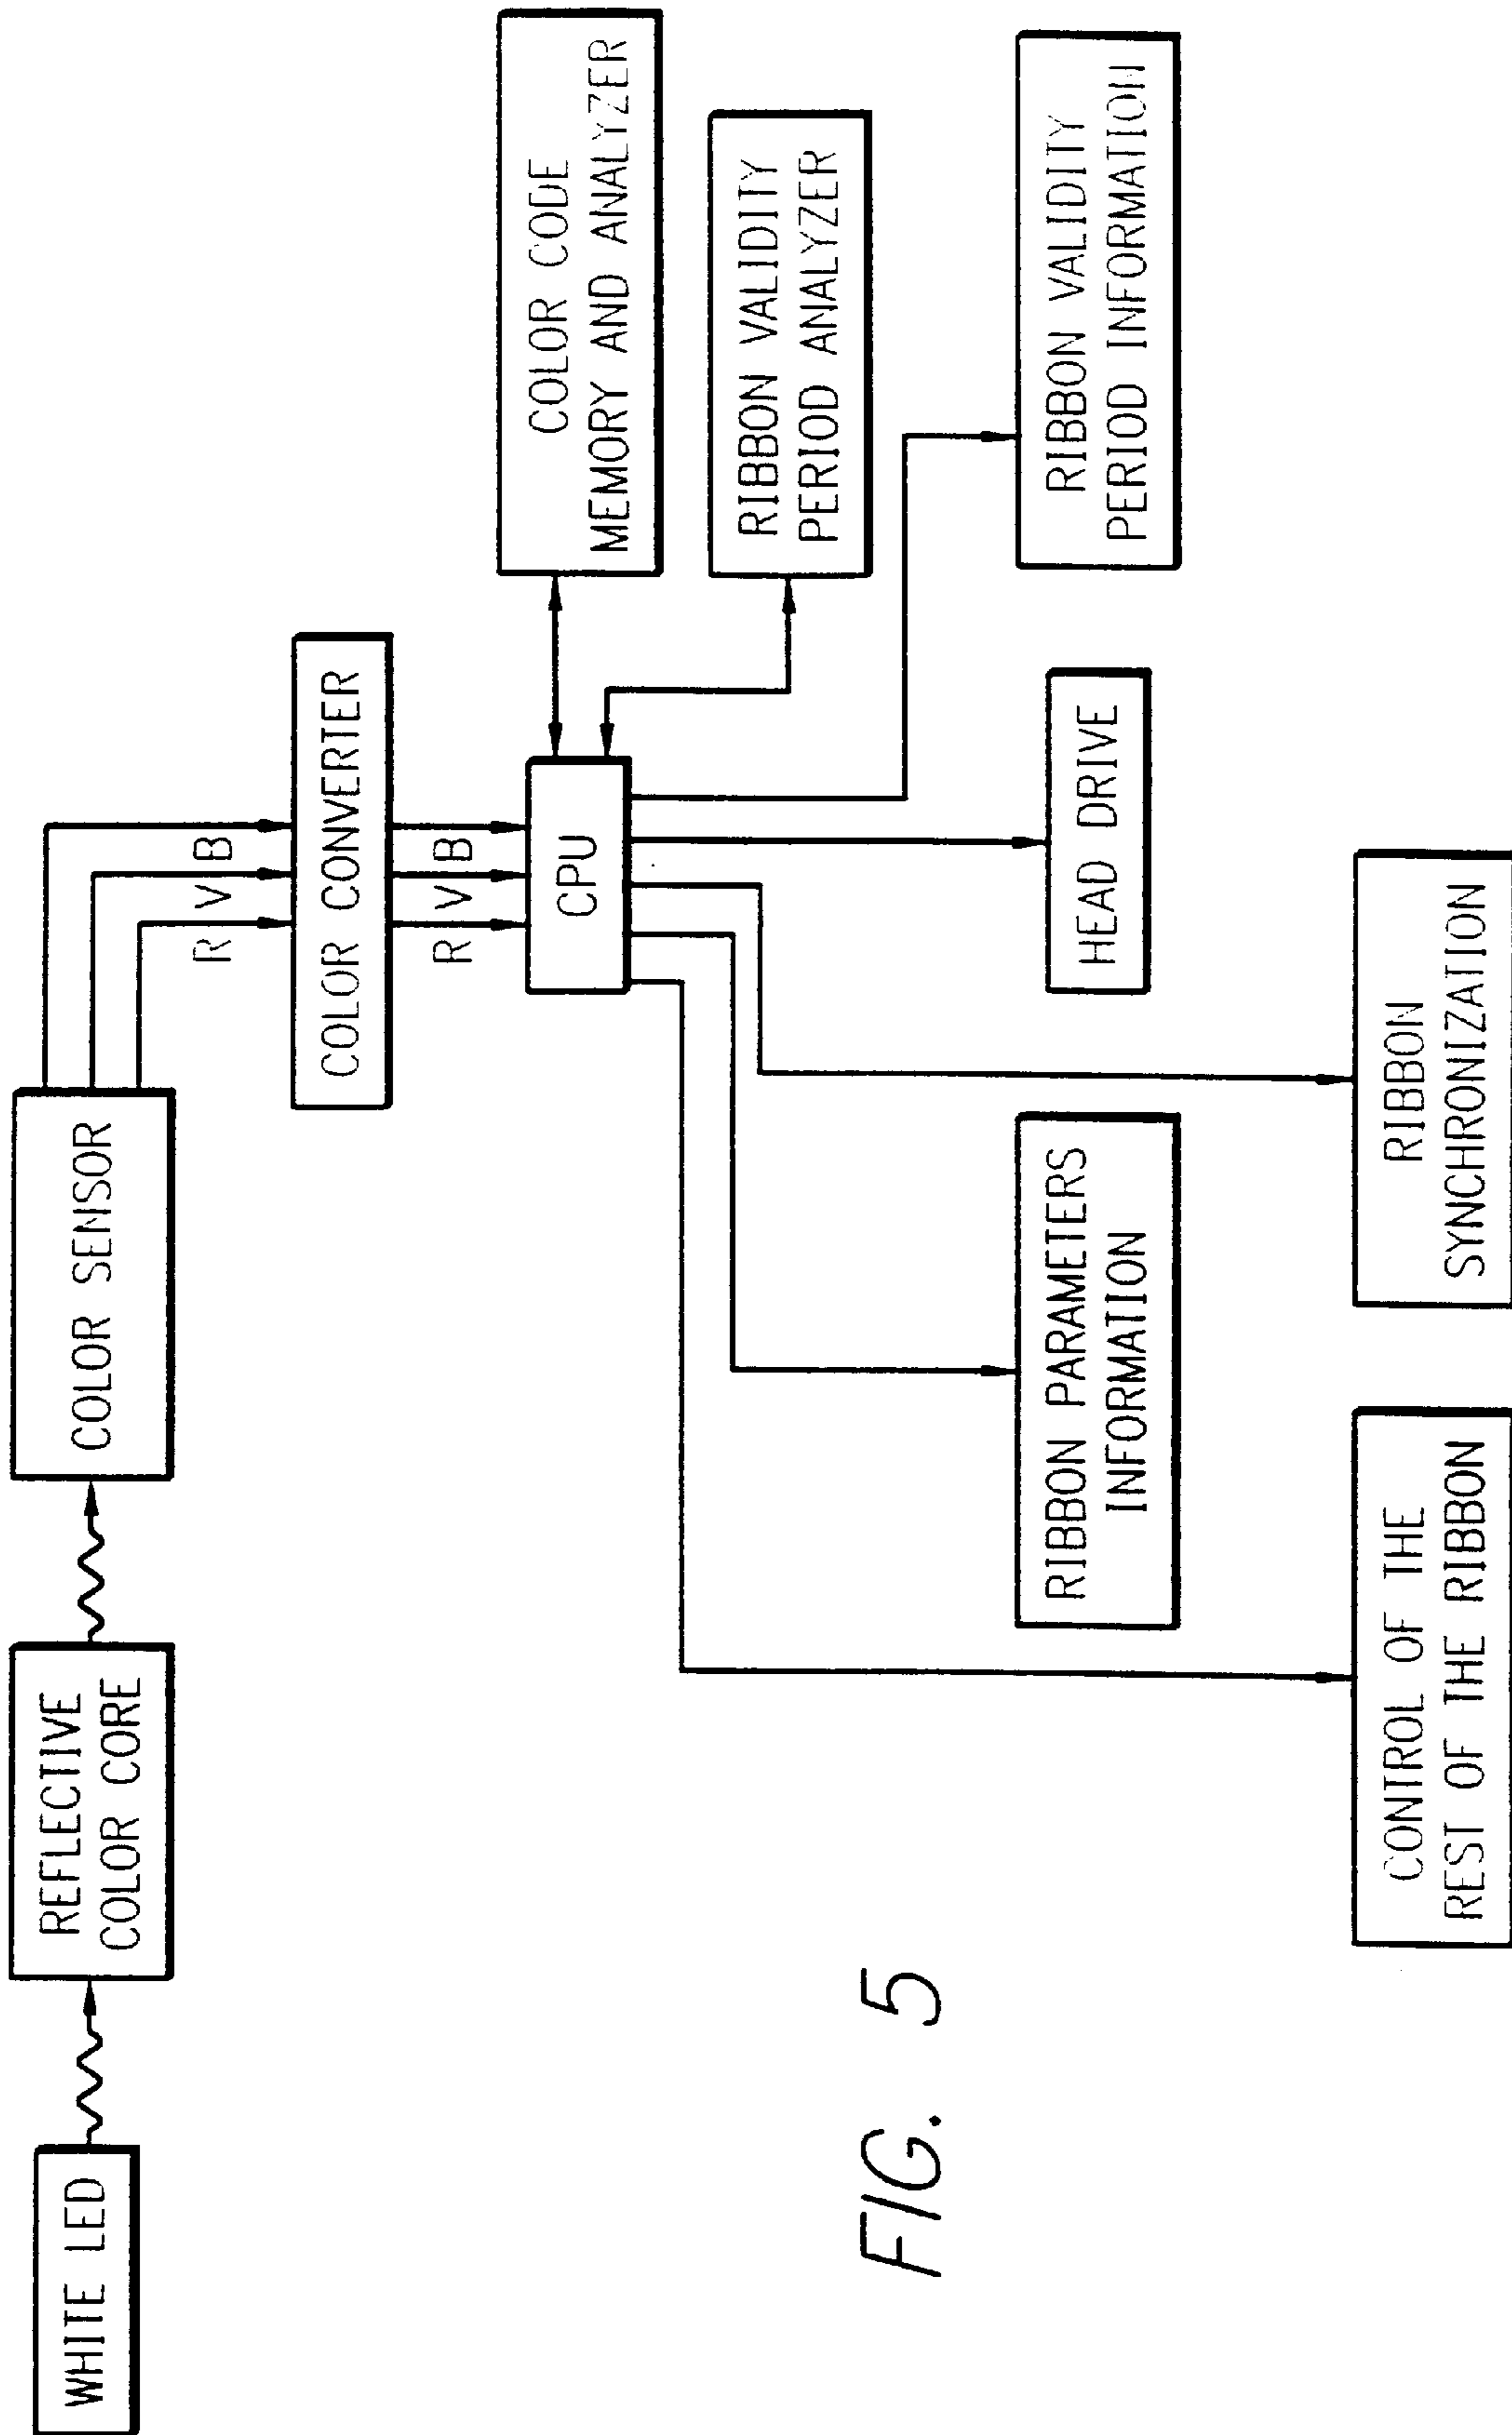 WHITE LED
REFLECTIVE
COLOR CORE
COLOR SENSOR
R V B
COLOR CONVERTER
R V B
CPU
COLOR CODE
MEMORY AND ANALYZER
RIBBON VALIDITY
PERIOD ANALYZER
RIBBON PARAMETERS
INFORMATION
HEAD DRIVE
RIBBON VALIDITY
PERIOD INFORMATION
CONTROL OF THE
REST OF THE RIBBON
RIBBON
SYNCHRONIZATION
FIG. 5